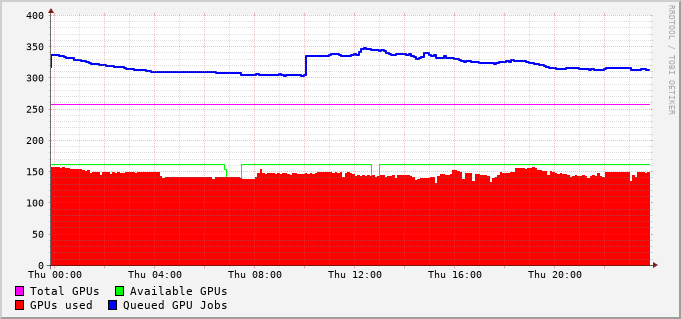 400
350
300
250
200
150
100
50
0
Thu 00:00 Thu 04:00 Thu 08:00 Thu 12:00 Thu 16:00 Thu 20:00
Total GPUs Available GPUs
GPUs used Queued GPU Jobs
RRDTOOL / TOBI OETIKER